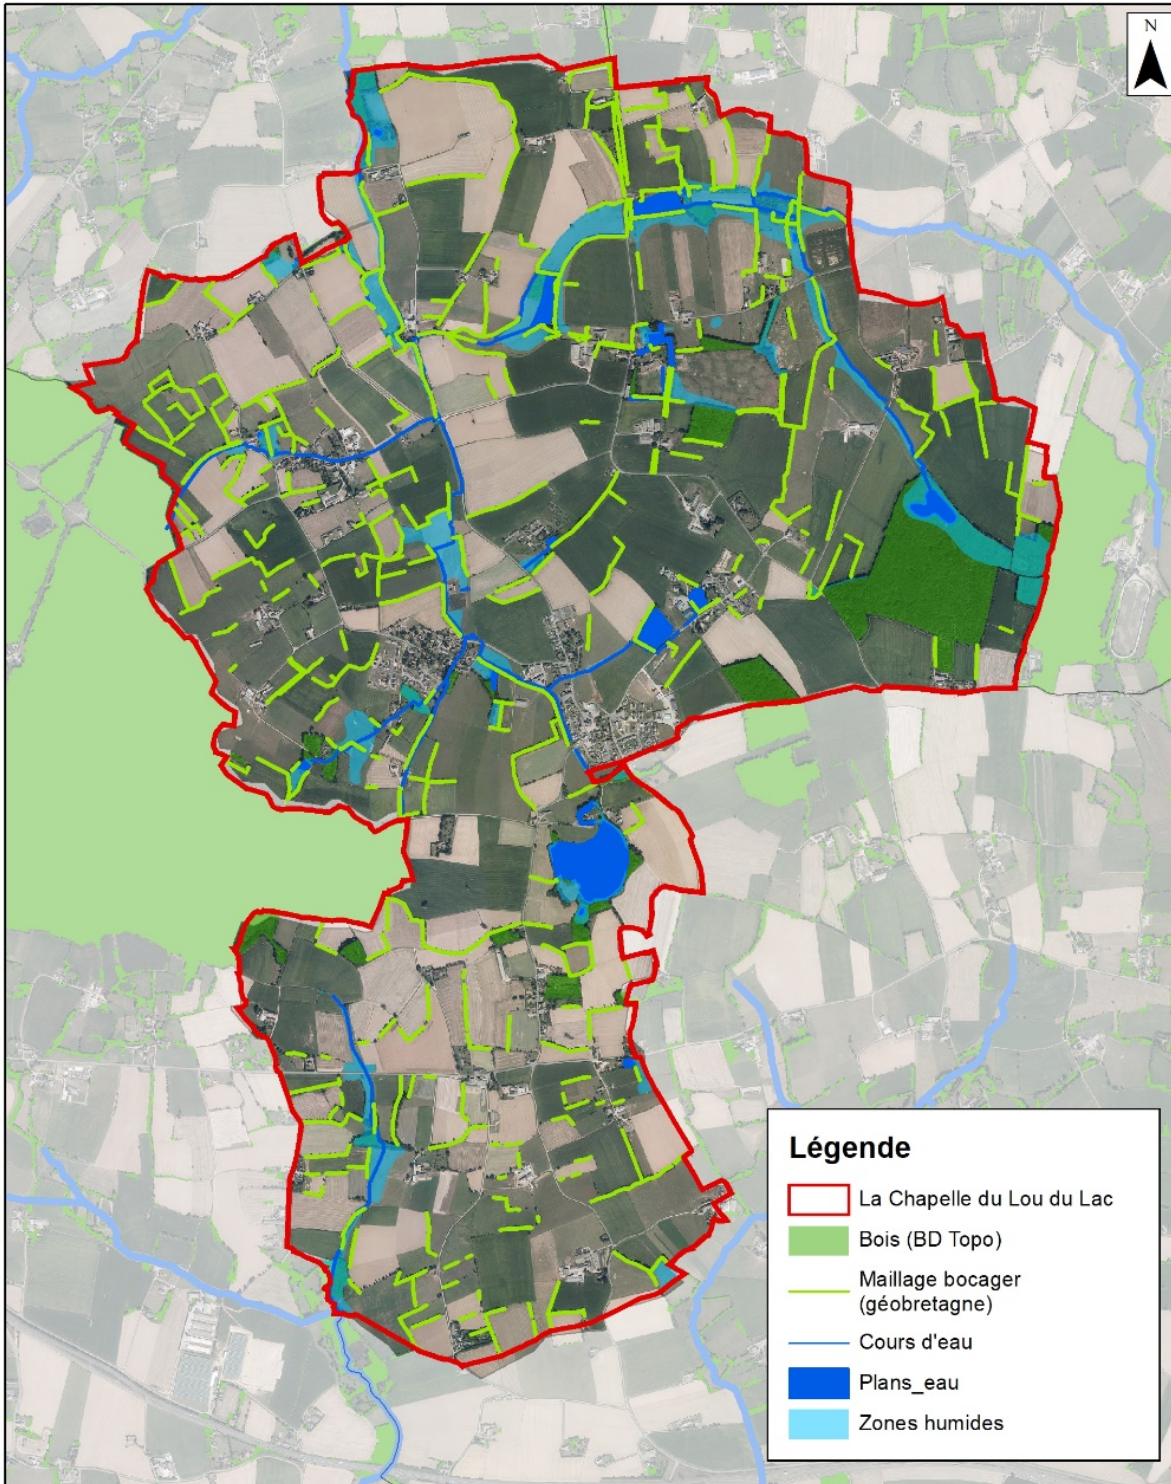 N
Légende
La Chapelle du Lou du Lac
Bois (BD Topo)
Maillage bocager
(géobretagne)
Cours d'eau
Plans_eau
Zones humides